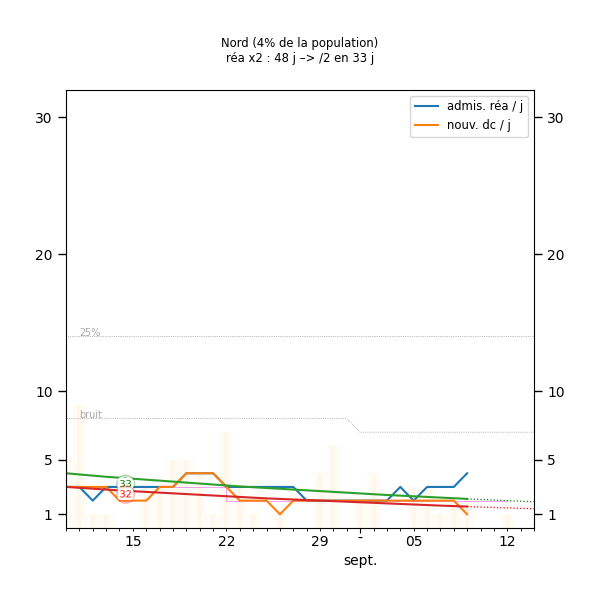 Nord (4% de la population)
réa x2 : 48 j –> /2 en 33 j
admis. réa / j
nouv. dc / j
30 30
20 20
25%
10 10
bruit
5 5
33
32
1 1
15 22 29 - 05 12
sept.